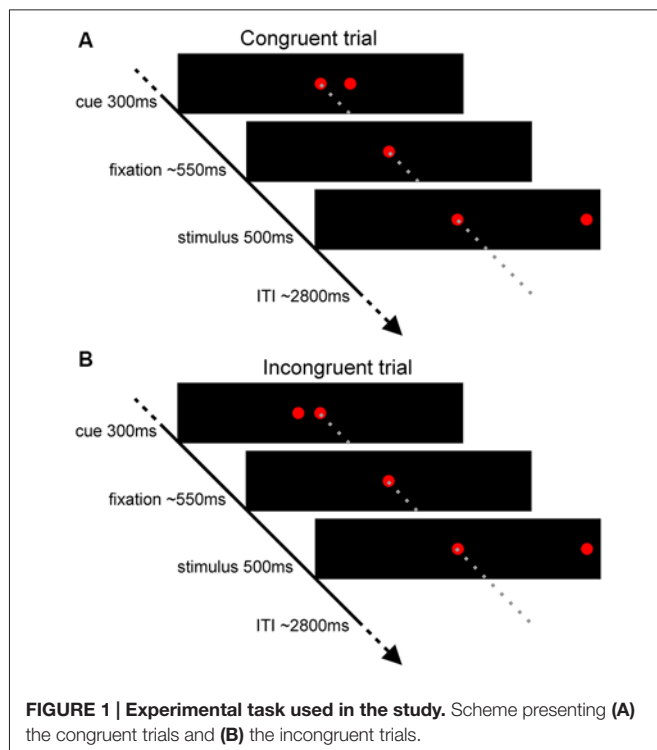 A
Congruent trial
cue 300ms
fixation ~550ms
stimulus 500ms
ITI ~2800ms
B
Incongruent trial
cue 300ms
fixation ~550ms
stimulus 500ms
ITI ~2800ms
FIGURE 1 | Experimental task used in the study. Scheme presenting (A)
the congruent trials and (B) the incongruent trials.